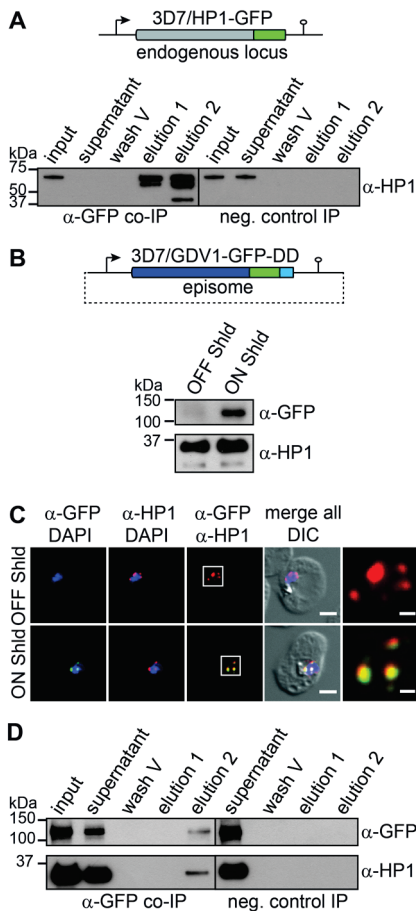 A
3D7/HP1-GFP
endogenous locus
input
supernatant
wash V
elution 1
elution 2
input
supernatant
wash V
elution 1
elution 2
kDa
75
50
37
α-HP1
α-GFP co-IP
neg. control IP
B
3D7/GDV1-GFP-DD
episome
OFF Shld
ON Shld
kDa
150
100
α-GFP
37
α-HP1
C
α-GFP DAPI
α-HP1 DAPI
α-GFP α-HP1
merge all DIC
OFF Shld
ON Shld
D
input
supernatant
wash V
elution 1
elution 2
supernatant
wash V
elution 1
elution 2
kDa
150
100
α-GFP
37
α-HP1
α-GFP co-IP
neg. control IP